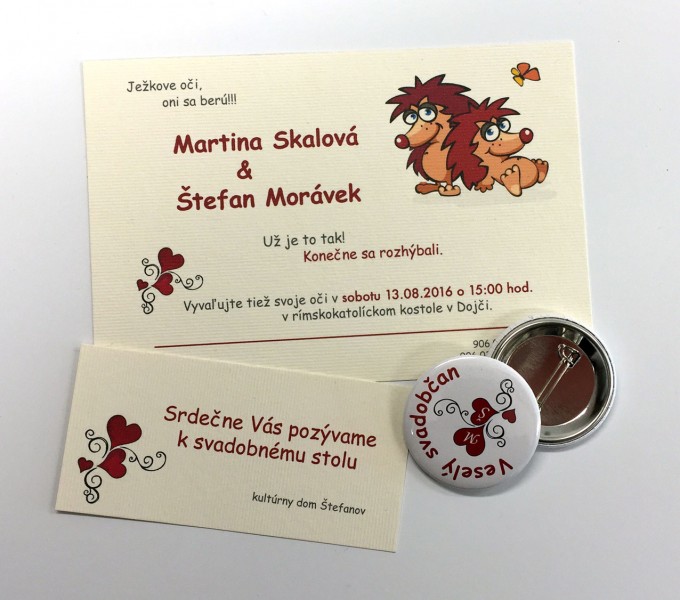 Ježkove oči,
oni sa berú!!!
Martina Skalová
&
Štefan Morávek
Už je to tak!
Konečne sa rozhýbali.
Vyvaľujte tiež svoje oči v sobotu 13.08.2016 o 15:00 hod.
v rímskokatolíckom kostole v Dojči.
906
906
Srdečne Vás pozývame
k svadobnému stolu
kultúrny dom Štefanov
Veselý svadobčan
Š M